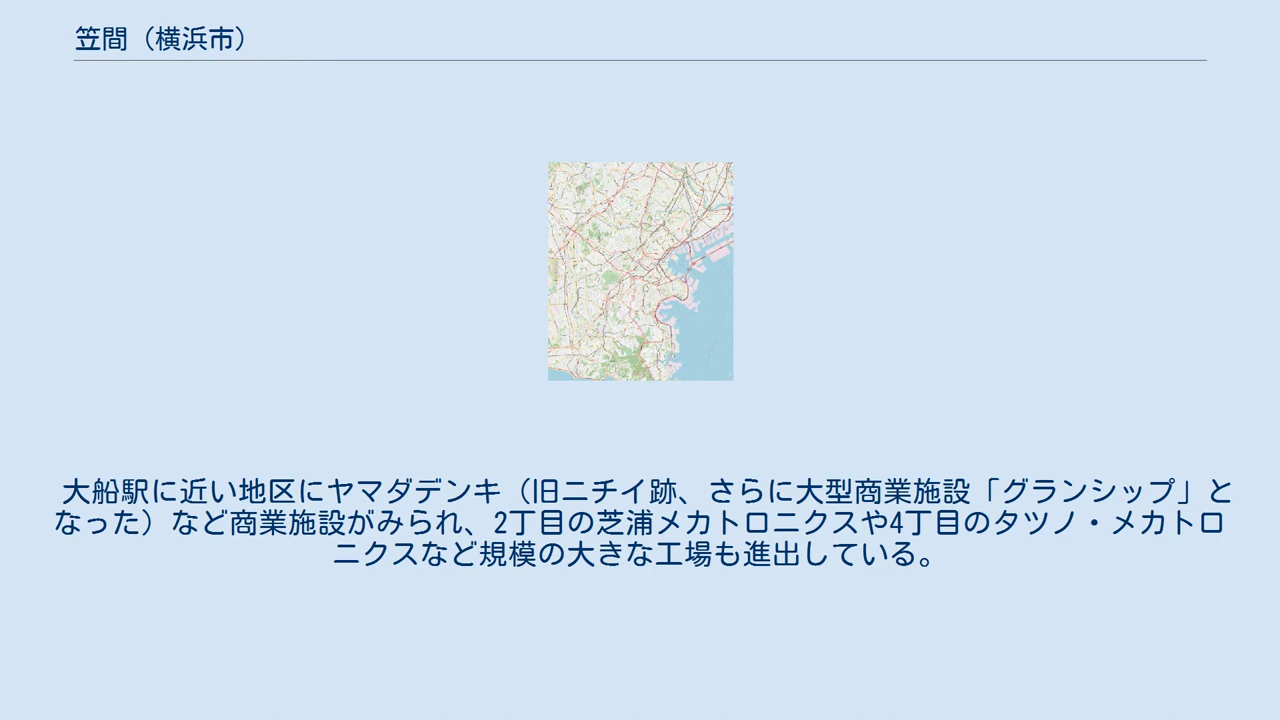 笠間（横浜市）
大船駅に近い地区にヤマダデンキ（旧ニチイ跡、さらに大型商業施設「グランシップ」と
なった）など商業施設がみられ、2丁目の芝浦メカトロニクスや4丁目のタツノ・メカトロ
ニクスなど規模の大きな工場も進出している。